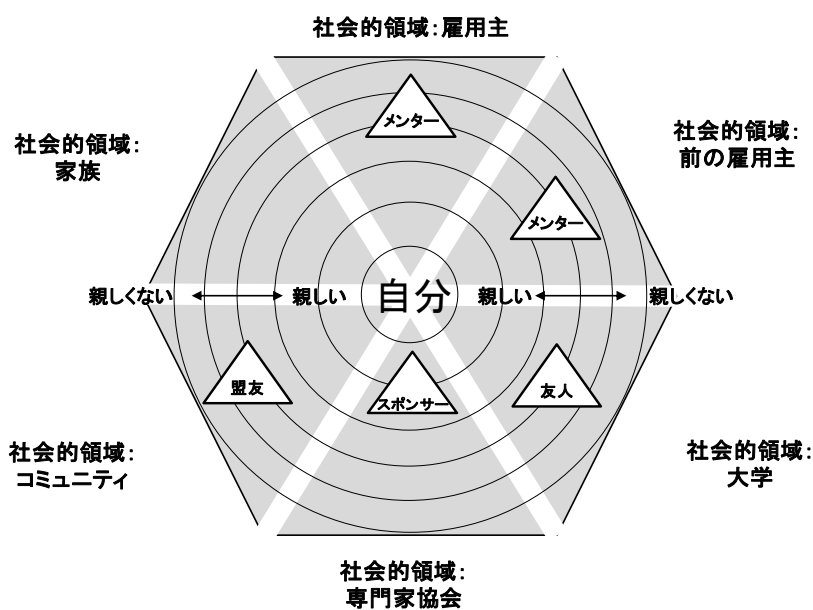 社会的領域：雇用主
メンター
社会的領域：
家族
社会的領域：
前の雇用主
メンター
親しくない
親しい
自分
親しい
親しくない
盟友
スポンサー
友人
社会的領域：
コミュニティ
社会的領域：
大学
社会的領域：
専門家協会